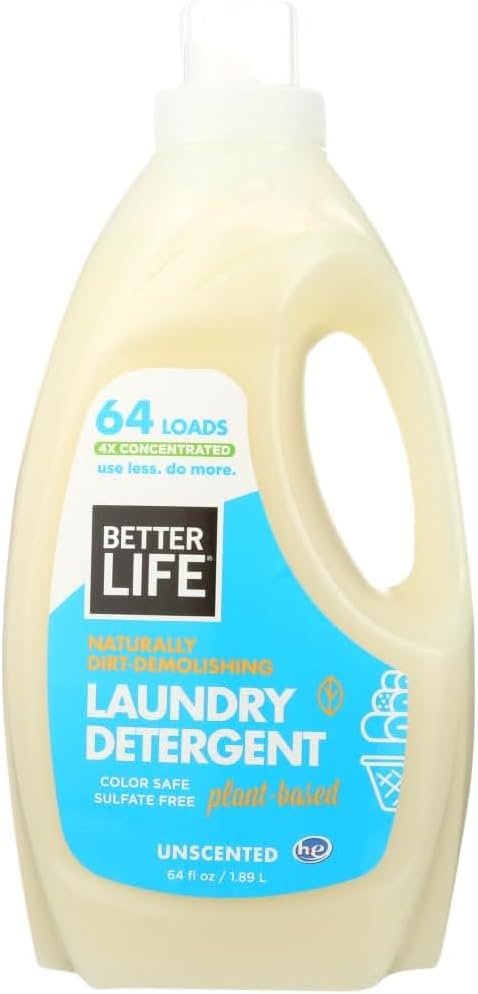 64 LOADS
4X CONCENTRATED
use less. do more.
BETTER
LIFE®
NATURALLY
DIRT-DEMOLISHING
LAUNDRY
DETERGENT
COLOR SAFE
SULFATE FREE
plant-based
UNSCENTED
he
64 fl oz / 1.89 L